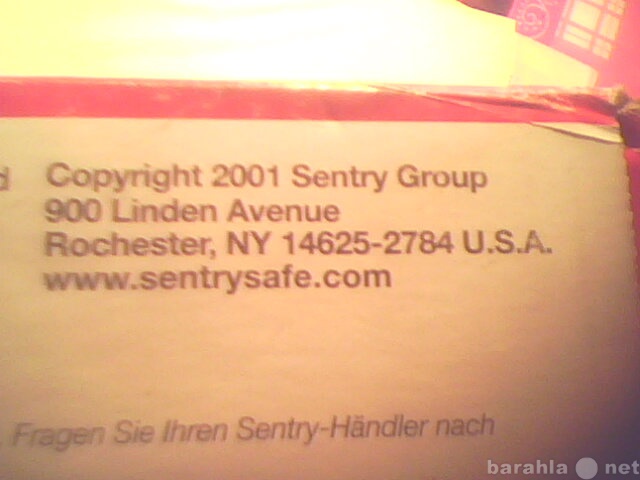 Copyright 2001 Sentry Group
900 Linden Avenue
Rochester, NY 14625-2784 U.S.A.
www.sentrysafe.com
Fragen Sie Ihren Sentry-Händler nach
barahla net